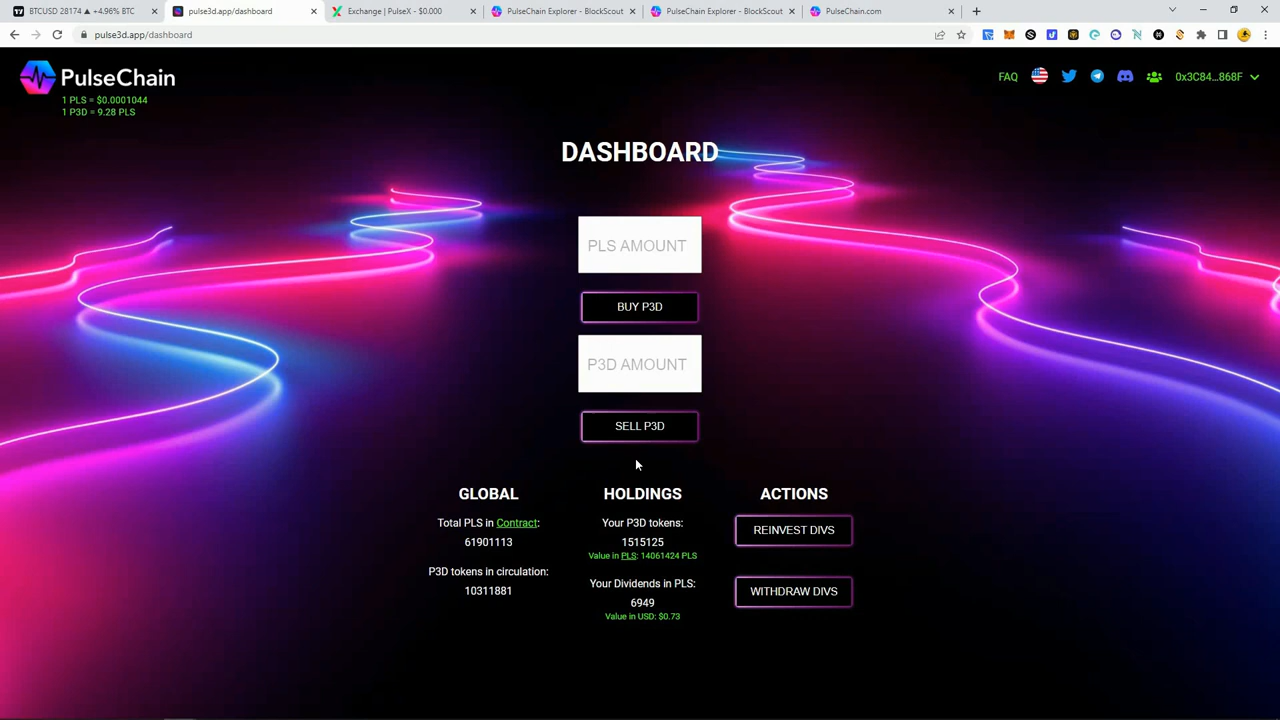 BTCUSD 28174 ▲ +4.96% BTC
pulse3d.app/dashboard
Exchange | PulseX - $0.000
PulseChain Explorer - BlockScout
PulseChain Explorer - BlockScout
PulseChain.com
pulse3d.app/dashboard
PulseChain
1 PLS = $0.0001044
1 P3D = 9.28 PLS
FAQ
0x3C84...868F
DASHBOARD
PLS AMOUNT
BUY P3D
P3D AMOUNT
SELL P3D
GLOBAL
Total PLS in Contract:
61901113
P3D tokens in circulation:
10311881
HOLDINGS
Your P3D tokens:
1515125
Value in PLS: 14061424 PLS
Your Dividends in PLS:
6949
Value in USD: $0.73
ACTIONS
REINVEST DIVS
WITHDRAW DIVS